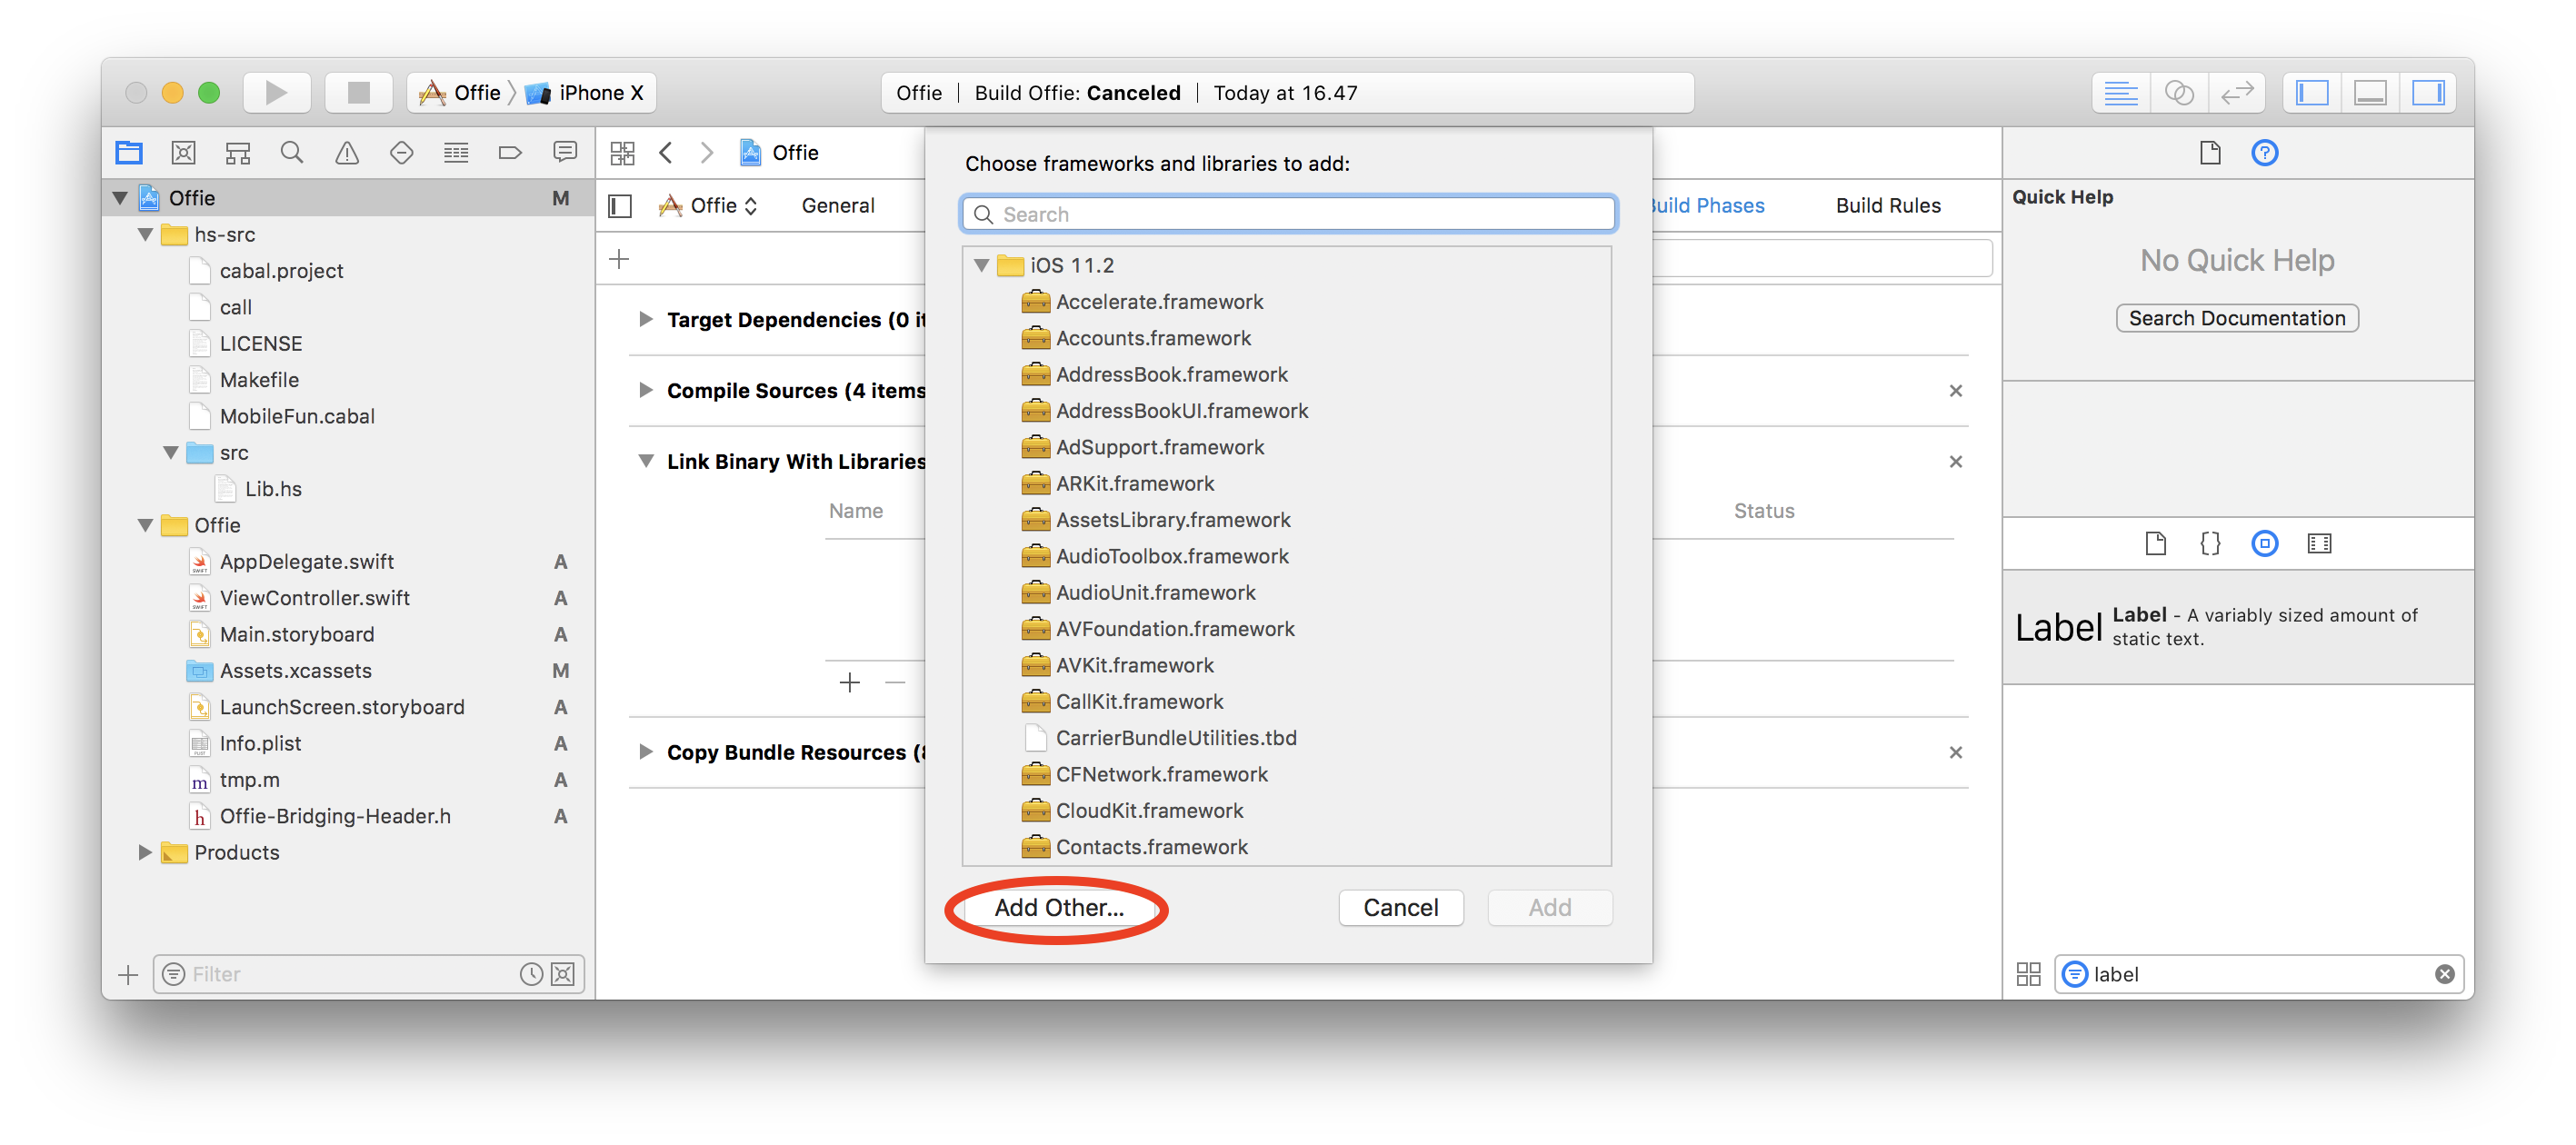 Offie iPhone X
Offie | Build Offie: Canceled | Today at 16.47
Offie M
hs-src
cabal.project
call
LICENSE
Makefile
MobileFun.cabal
src
Lib.hs
Offie
AppDelegate.swift A
ViewController.swift A
Main.storyboard A
Assets.xcassets M
LaunchScreen.storyboard A
Info.plist A
tmp.m A
Offie-Bridging-Header.h A
Products
Filter
Offie
Offie General Build Phases Build Rules
Target Dependencies (0 it
Compile Sources (4 items
Link Binary With Libraries
Name Status
Copy Bundle Resources (8
Choose frameworks and libraries to add:
Search
iOS 11.2
Accelerate.framework
Accounts.framework
AddressBook.framework
AddressBookUI.framework
AdSupport.framework
ARKit.framework
AssetsLibrary.framework
AudioToolbox.framework
AudioUnit.framework
AVFoundation.framework
AVKit.framework
CallKit.framework
CarrierBundleUtilities.tbd
CFNetwork.framework
CloudKit.framework
Contacts.framework
Add Other... Cancel Add
Quick Help
No Quick Help
Search Documentation
Label Label - A variably sized amount of
static text.
label